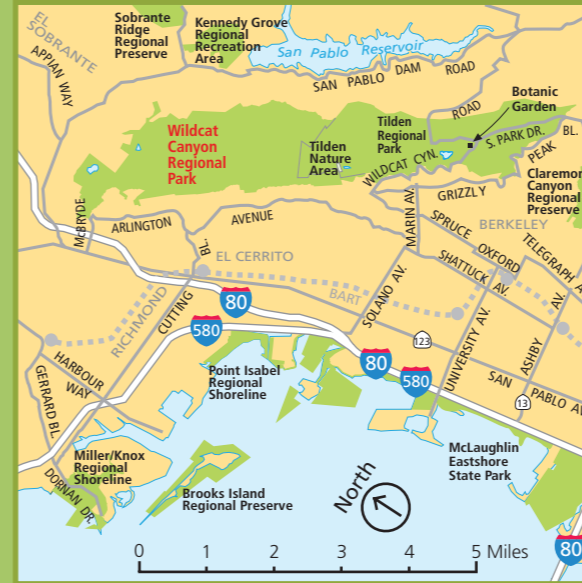 EL
SOBRANTE
APPIAN WAY
Sobrante
Ridge
Regional
Preserve
Kennedy Grove
Regional
Recreation
Area
San Pablo Reservoir
SAN PABLO DAM ROAD
ROAD
Botanic
Garden
Wildcat
Canyon
Regional
Park
Tilden
Nature
Area
Tilden
Regional
Park
WILDCAT CYN.
S. PARK DR.
BL.
PEAK
GRIZZLY
Claremon
Canyon
Regional
Preserve
McBRYDE
ARLINGTON
AVENUE
BL.
CUTTING
EL CERRITO
RICHMOND
MARIN AV.
SPRUCE
OXFORD
BERKELEY
SHATTUCK AV.
TELEGRAPH A
BART
SOLANO AV.
80
580
80
580
123
UNIVERSITY AV.
AV.
ASHBY
13
SAN PABLO AV
HARBOUR
WAY
GERRARD BL.
DORNAN DR.
Point Isabel
Regional
Shoreline
Miller/Knox
Regional
Shoreline
Brooks Island
Regional Preserve
McLaughlin
Eastshore
State Park
North
80
0 1 2 3 4 5 Miles